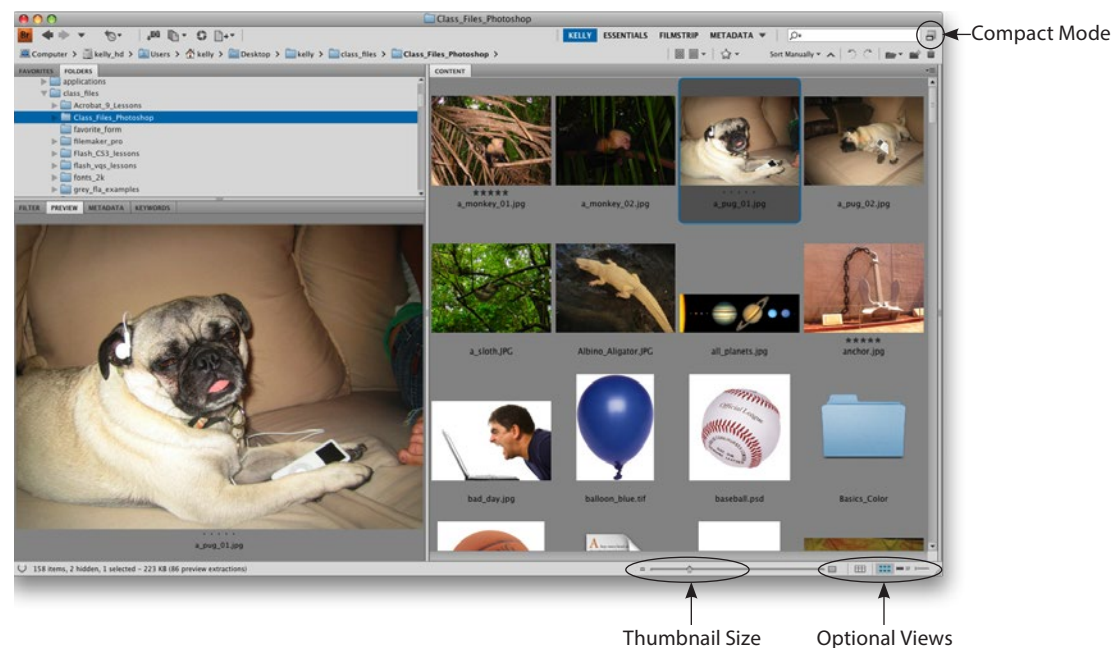 Class_Files_Photoshop
Br
KELLY ESSENTIALS FILMSTRIP METADATA
Compact Mode
Computer > kelly_hd > Users > kelly > Desktop > kelly > class_files > Class_Files_Photoshop >
Sort Manually
FAVORITES FOLDERS
CONTENT
applications
class_files
Acrobat_9_Lessons
Class_Files_Photoshop
favorite_form
filemaker_pro
Flash_CS3_lessons
flash_vqs_lessons
fonts_2k
grey_fla_examples
FILTER PREVIEW METADATA KEYWORDS
a_pug_01.jpg
a_monkey_01.jpg a_monkey_02.jpg a_pug_01.jpg a_pug_02.jpg
a_sloth.JPG Albino_Aligator.JPG all_planets.jpg anchor.jpg
Official League
bad_day.jpg balloon_blue.tif baseball.psd Basics_Color
158 items, 2 hidden, 1 selected - 223 KB (86 preview extractions)
Thumbnail Size Optional Views